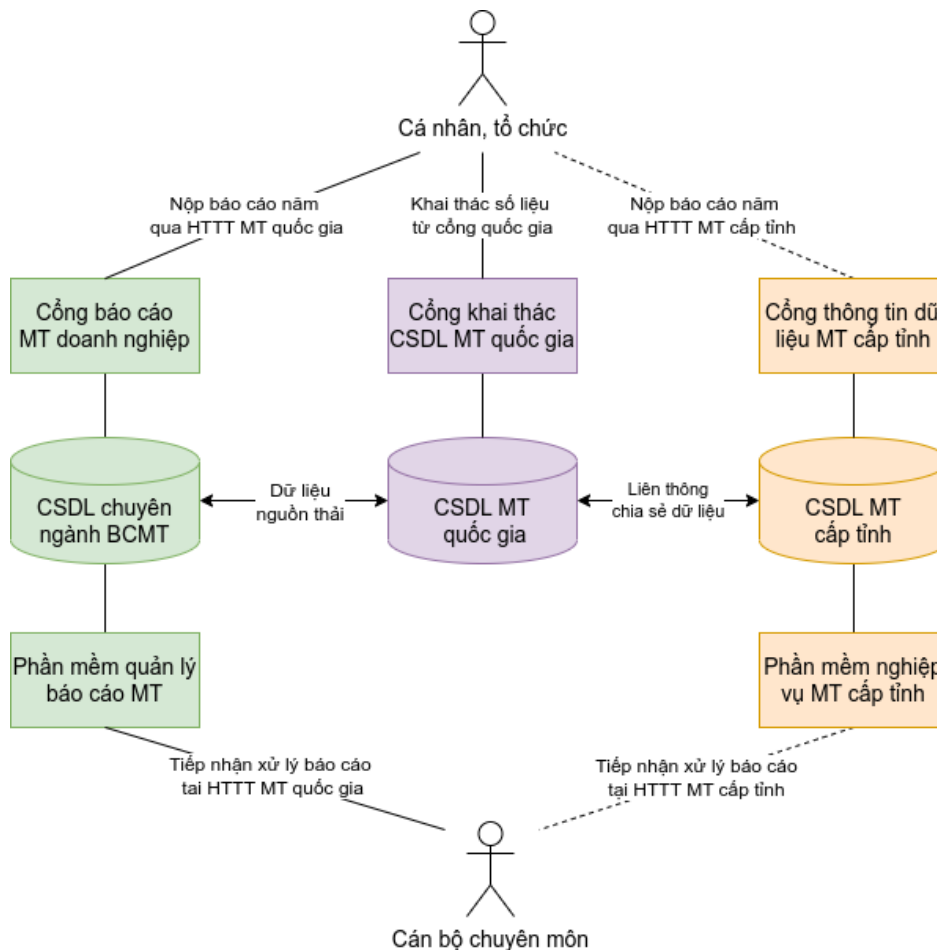 Cá nhân, tổ chức
Nộp báo cáo năm
qua HTTT MT quốc gia
Khai thác số liệu
từ cổng quốc gia
Nộp báo cáo năm
qua HTTT MT cấp tỉnh
Cổng báo cáo
MT doanh nghiệp
Cổng khai thác
CSDL MT quốc gia
Cổng thông tin dữ
liệu MT cấp tỉnh
CSDL chuyên
ngành BCMT
Dữ liệu
nguồn thải
CSDL MT
quốc gia
Liên thông
chia sẻ dữ liệu
CSDL MT
cấp tỉnh
Phần mềm quản lý
báo cáo MT
Phần mềm nghiệp
vụ MT cấp tỉnh
Tiếp nhận xử lý báo cáo
tai HTTT MT quốc gia
Tiếp nhận xử lý báo cáo
tại HTTT MT cấp tỉnh
Cán bộ chuyên môn